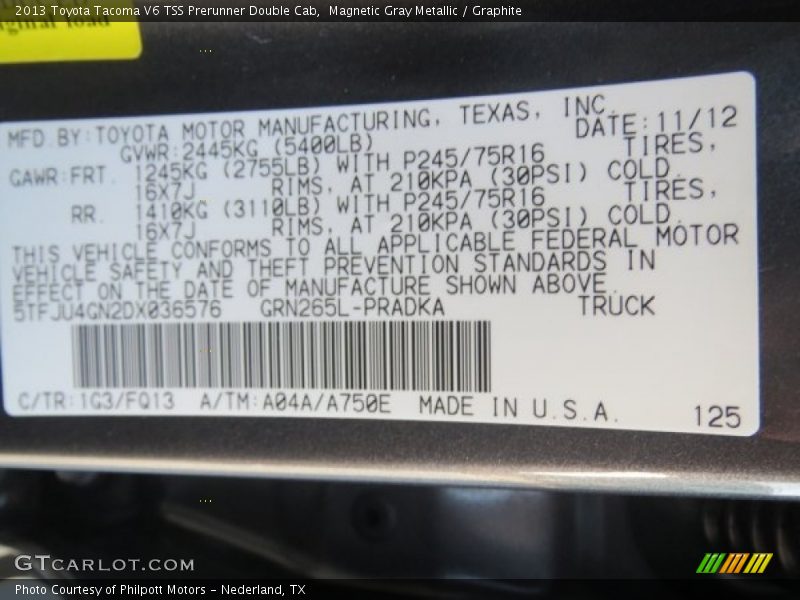 2013 Toyota Tacoma V6 TSS Prerunner Double Cab, Magnetic Gray Metallic / Graphite
MFD.BY:TOYOTA MOTOR MANUFACTURING, TEXAS, INC.
DATE:11/12
GVWR:2445KG (5400LB)
GAWR:FRT. 1245KG (2755LB) WITH P245/75R16 TIRES,
16X7J RIMS, AT 210KPA (30PSI) COLD.
RR. 1410KG (3110LB) WITH P245/75R16 TIRES,
16X7J RIMS, AT 210KPA (30PSI) COLD.
THIS VEHICLE CONFORMS TO ALL APPLICABLE FEDERAL MOTOR
VEHICLE SAFETY AND THEFT PREVENTION STANDARDS IN
EFFECT ON THE DATE OF MANUFACTURE SHOWN ABOVE.
5TFJU4GN2DX036576 GRN265L-PRADKA TRUCK
C/TR:1G3/FQ13 A/TM:A04A/A750E MADE IN U.S.A. 125
GTCARLOT.COM
Photo Courtesy of Philpott Motors - Nederland, TX